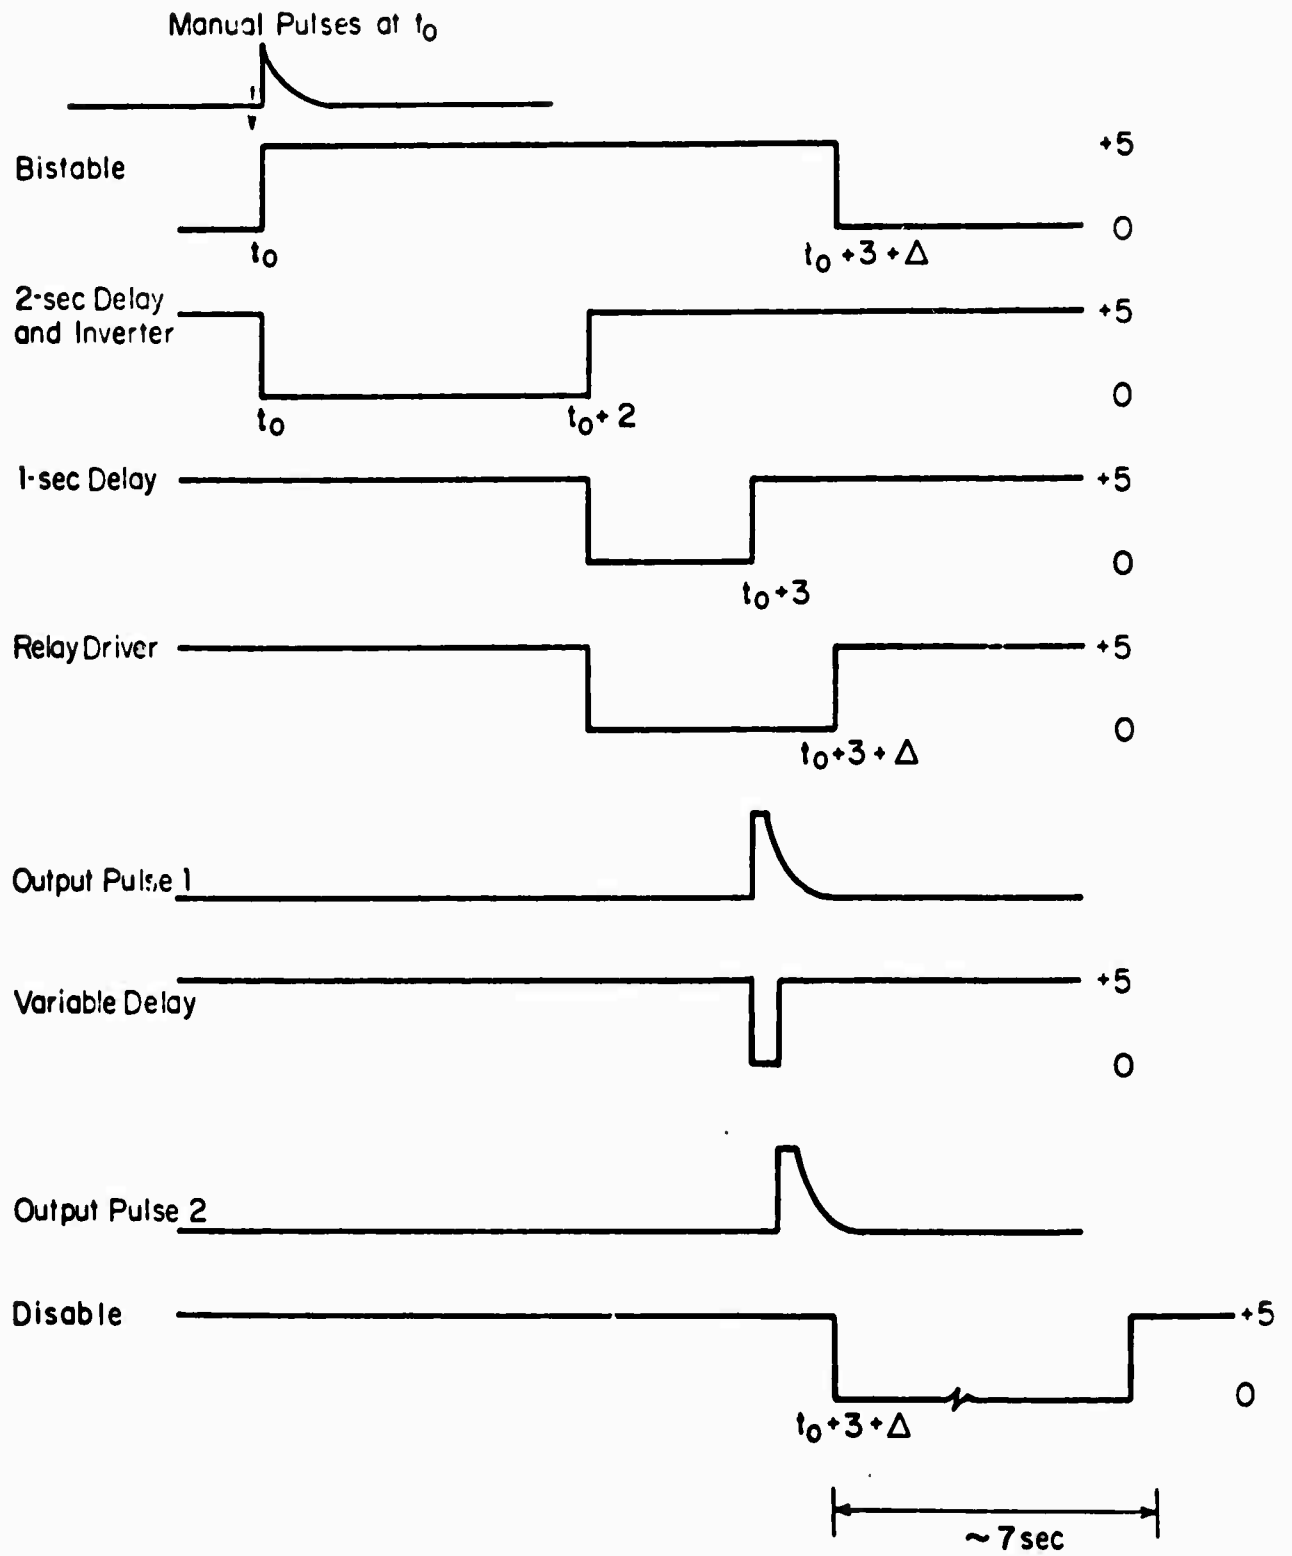 Manual Pulses at t₀
+5
Bistable
0
t₀
t₀+3+Δ
2-sec Delay
and Inverter
+5
0
t₀
t₀+2
1-sec Delay
+5
0
t₀+3
Relay Driver
+5
0
t₀+3+Δ
Output Pulse 1
+5
Variable Delay
0
Output Pulse 2
Disable
+5
0
t₀+3+Δ
~7sec